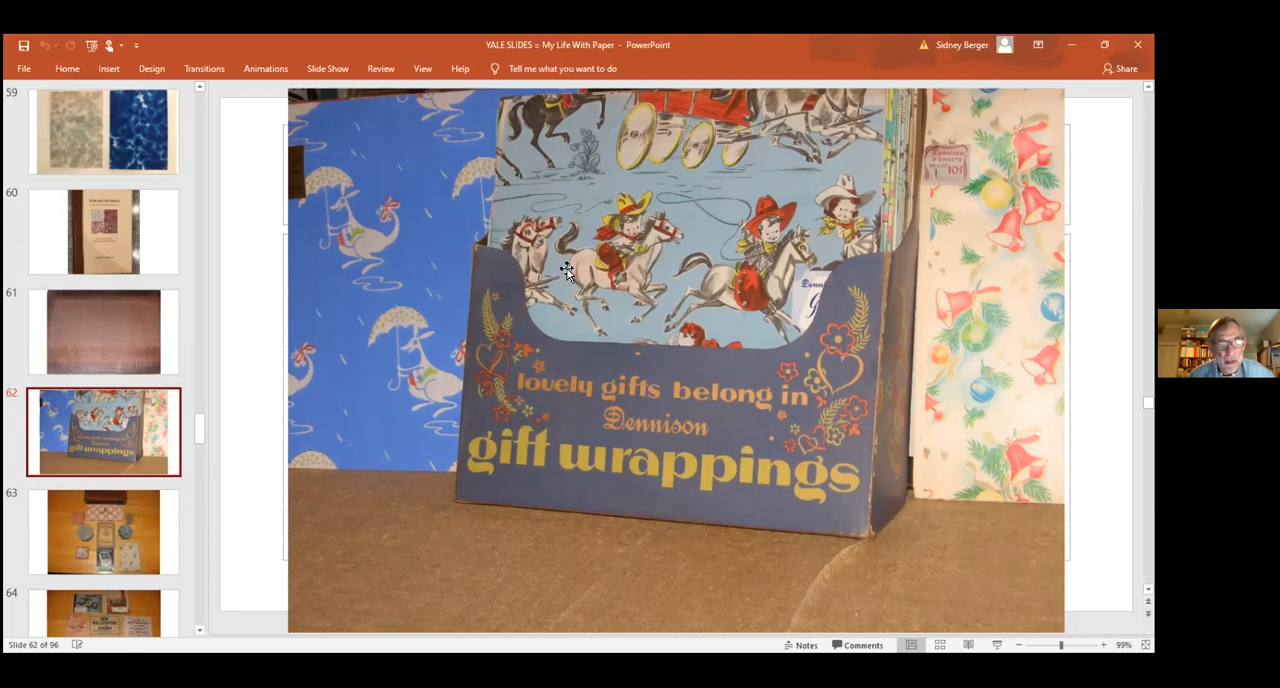 YALE SLIDES = My Life With Paper - PowerPoint
Sidney Berger
File
Home
Insert
Design
Transitions
Animations
Slide Show
Review
View
Help
Tell me what you want to do
Share
59
60
61
62
63
64
DENNISON
2 SHEETS
10¢
lovely gifts belong in
Dennison
gift wrappings
Slide 62 of 96
Notes
Comments
99%